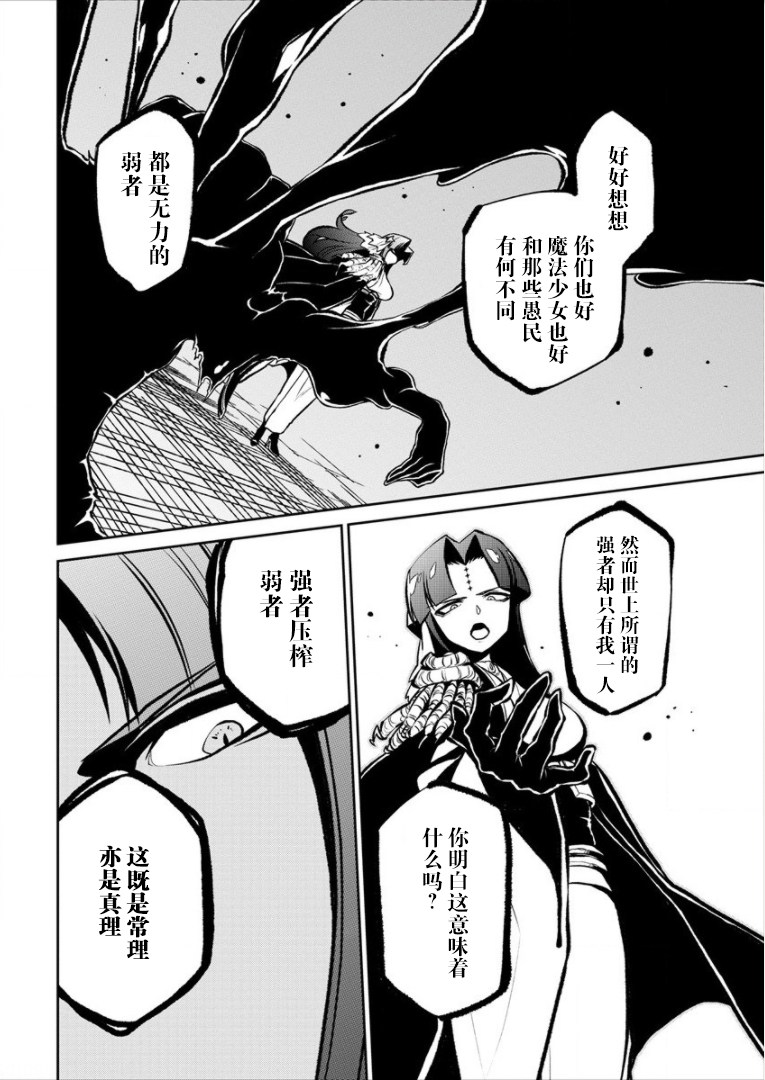 好好想想
你们也好
魔法少女也好
和那些愚民
有何不同
都是无力的
弱者
然而世上所谓的
强者却只有我一人
你明白这意味着
什么吗?
强者压榨
弱者
这既是常理
亦是真理